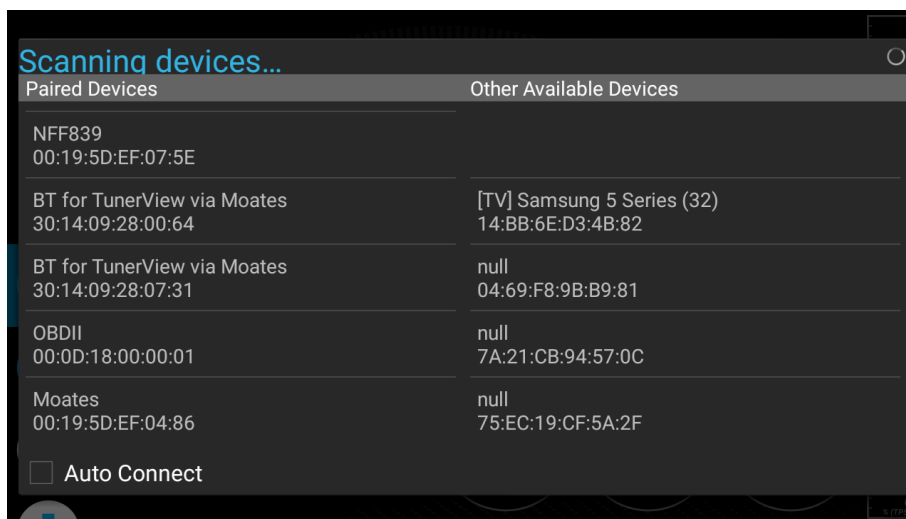 Scanning devices...
Paired Devices
Other Available Devices
NFF839
00:19:5D:EF:07:5E
BT for TunerView via Moates
30:14:09:28:00:64
[TV] Samsung 5 Series (32)
14:BB:6E:D3:4B:82
BT for TunerView via Moates
30:14:09:28:07:31
null
04:69:F8:9B:B9:81
OBDII
00:0D:18:00:00:01
null
7A:21:CB:94:57:0C
Moates
00:19:5D:EF:04:86
null
75:EC:19:CF:5A:2F
Auto Connect